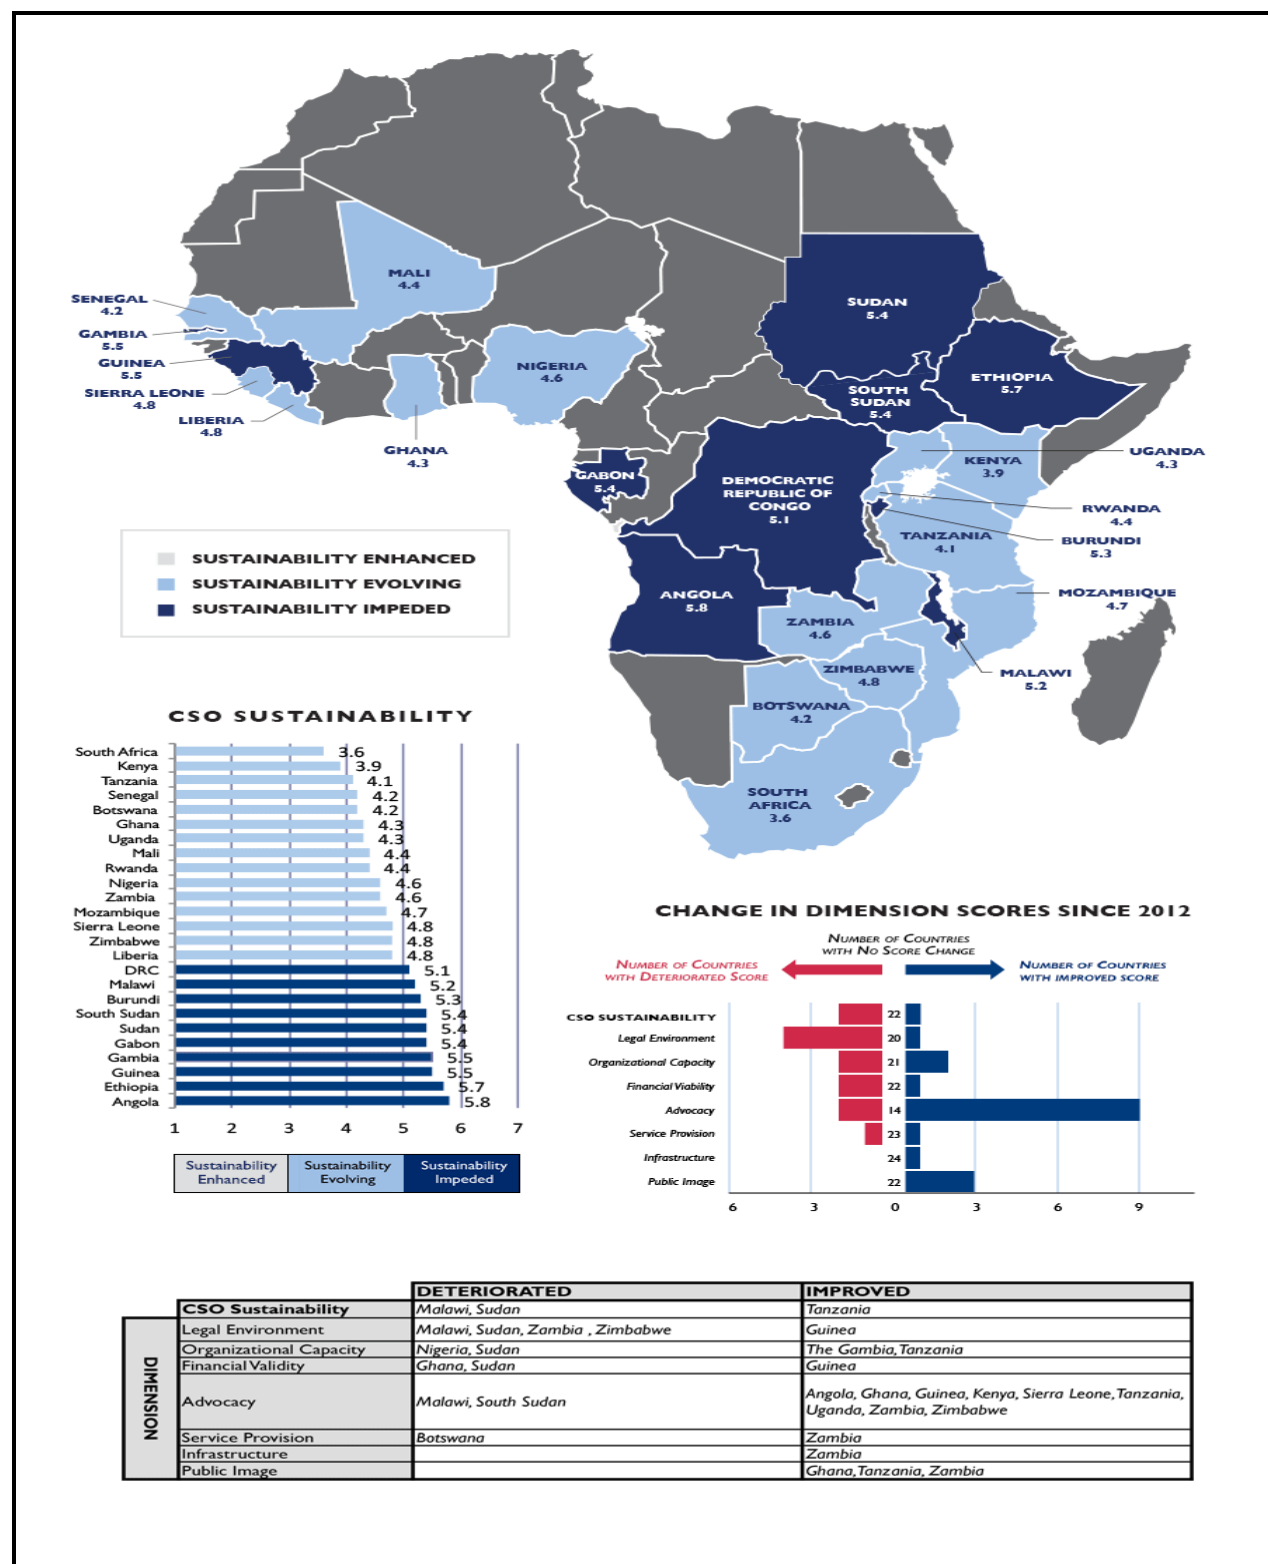 MALI
4.4
SENEGAL
4.2
GAMBIA
5.5
GUINEA
5.5
SIERRA LEONE
4.8
LIBERIA
4.8
GHANA
4.3
NIGERIA
4.6
SUDAN
5.4
SOUTH
SUDAN
5.4
ETHIOPIA
5.7
GABON
5.4
DEMOCRATIC
REPUBLIC OF
CONGO
5.1
KENYA
3.9
UGANDA
4.3
RWANDA
4.4
BURUNDI
5.3
TANZANIA
4.1
ANGOLA
5.8
MOZAMBIQUE
4.7
ZAMBIA
4.6
MALAWI
5.2
ZIMBABWE
4.8
BOTSWANA
4.2
SOUTH
AFRICA
3.6
SUSTAINABILITY ENHANCED
SUSTAINABILITY EVOLVING
SUSTAINABILITY IMPEDED
CSO SUSTAINABILITY
South Africa 3.6
Kenya 3.9
Tanzania 4.1
Senegal 4.2
Botswana 4.2
Ghana 4.3
Uganda 4.3
Mali 4.4
Rwanda 4.4
Nigeria 4.6
Zambia 4.6
Mozambique 4.7
Sierra Leone 4.8
Zimbabwe 4.8
Liberia 4.8
DRC 5.1
Malawi 5.2
Burundi 5.3
South Sudan 5.4
Sudan 5.4
Gabon 5.4
Gambia 5.5
Guinea 5.5
Ethiopia 5.7
Angola 5.8
1 2 3 4 5 6 7
Sustainability
Enhanced
Sustainability
Evolving
Sustainability
Impeded
CHANGE IN DIMENSION SCORES SINCE 2012
NUMBER OF COUNTRIES
WITH NO SCORE CHANGE
NUMBER OF COUNTRIES
WITH DETERIORATED SCORE
NUMBER OF COUNTRIES
WITH IMPROVED SCORE
CSO SUSTAINABILITY 22
Legal Environment 20
Organizational Capacity 21
Financial Viability 22
Advocacy 14
Service Provision 23
Infrastructure 24
Public Image 22
6 3 0 3 6 9
DETERIORATED IMPROVED
CSO Sustainability Malawi, Sudan Tanzania
DIMENSION
Legal Environment Malawi, Sudan, Zambia , Zimbabwe Guinea
Organizational Capacity Nigeria, Sudan The Gambia, Tanzania
Financial Validity Ghana, Sudan Guinea
Advocacy Malawi, South Sudan Angola, Ghana, Guinea, Kenya, Sierra Leone, Tanzania,
Uganda, Zambia, Zimbabwe
Service Provision Botswana Zambia
Infrastructure Zambia
Public Image Ghana, Tanzania, Zambia